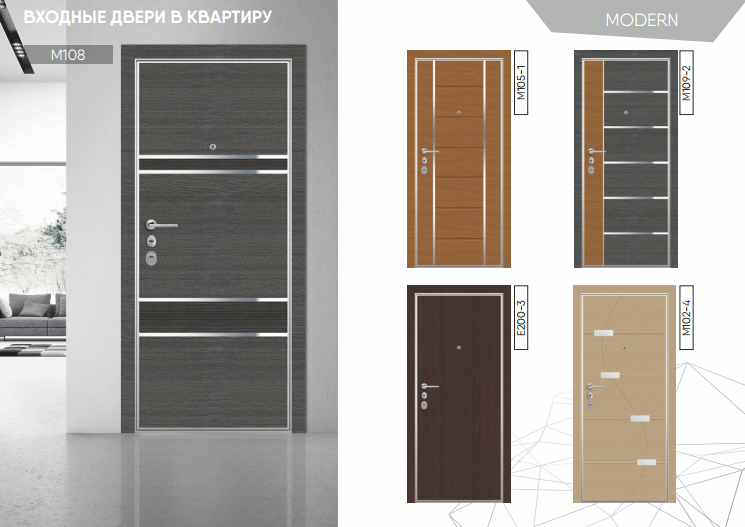 ВХОДНЫЕ ДВЕРИ В КВАРТИРУ
M108
MODERN
M105-1
M109-2
E200-3
M102-4